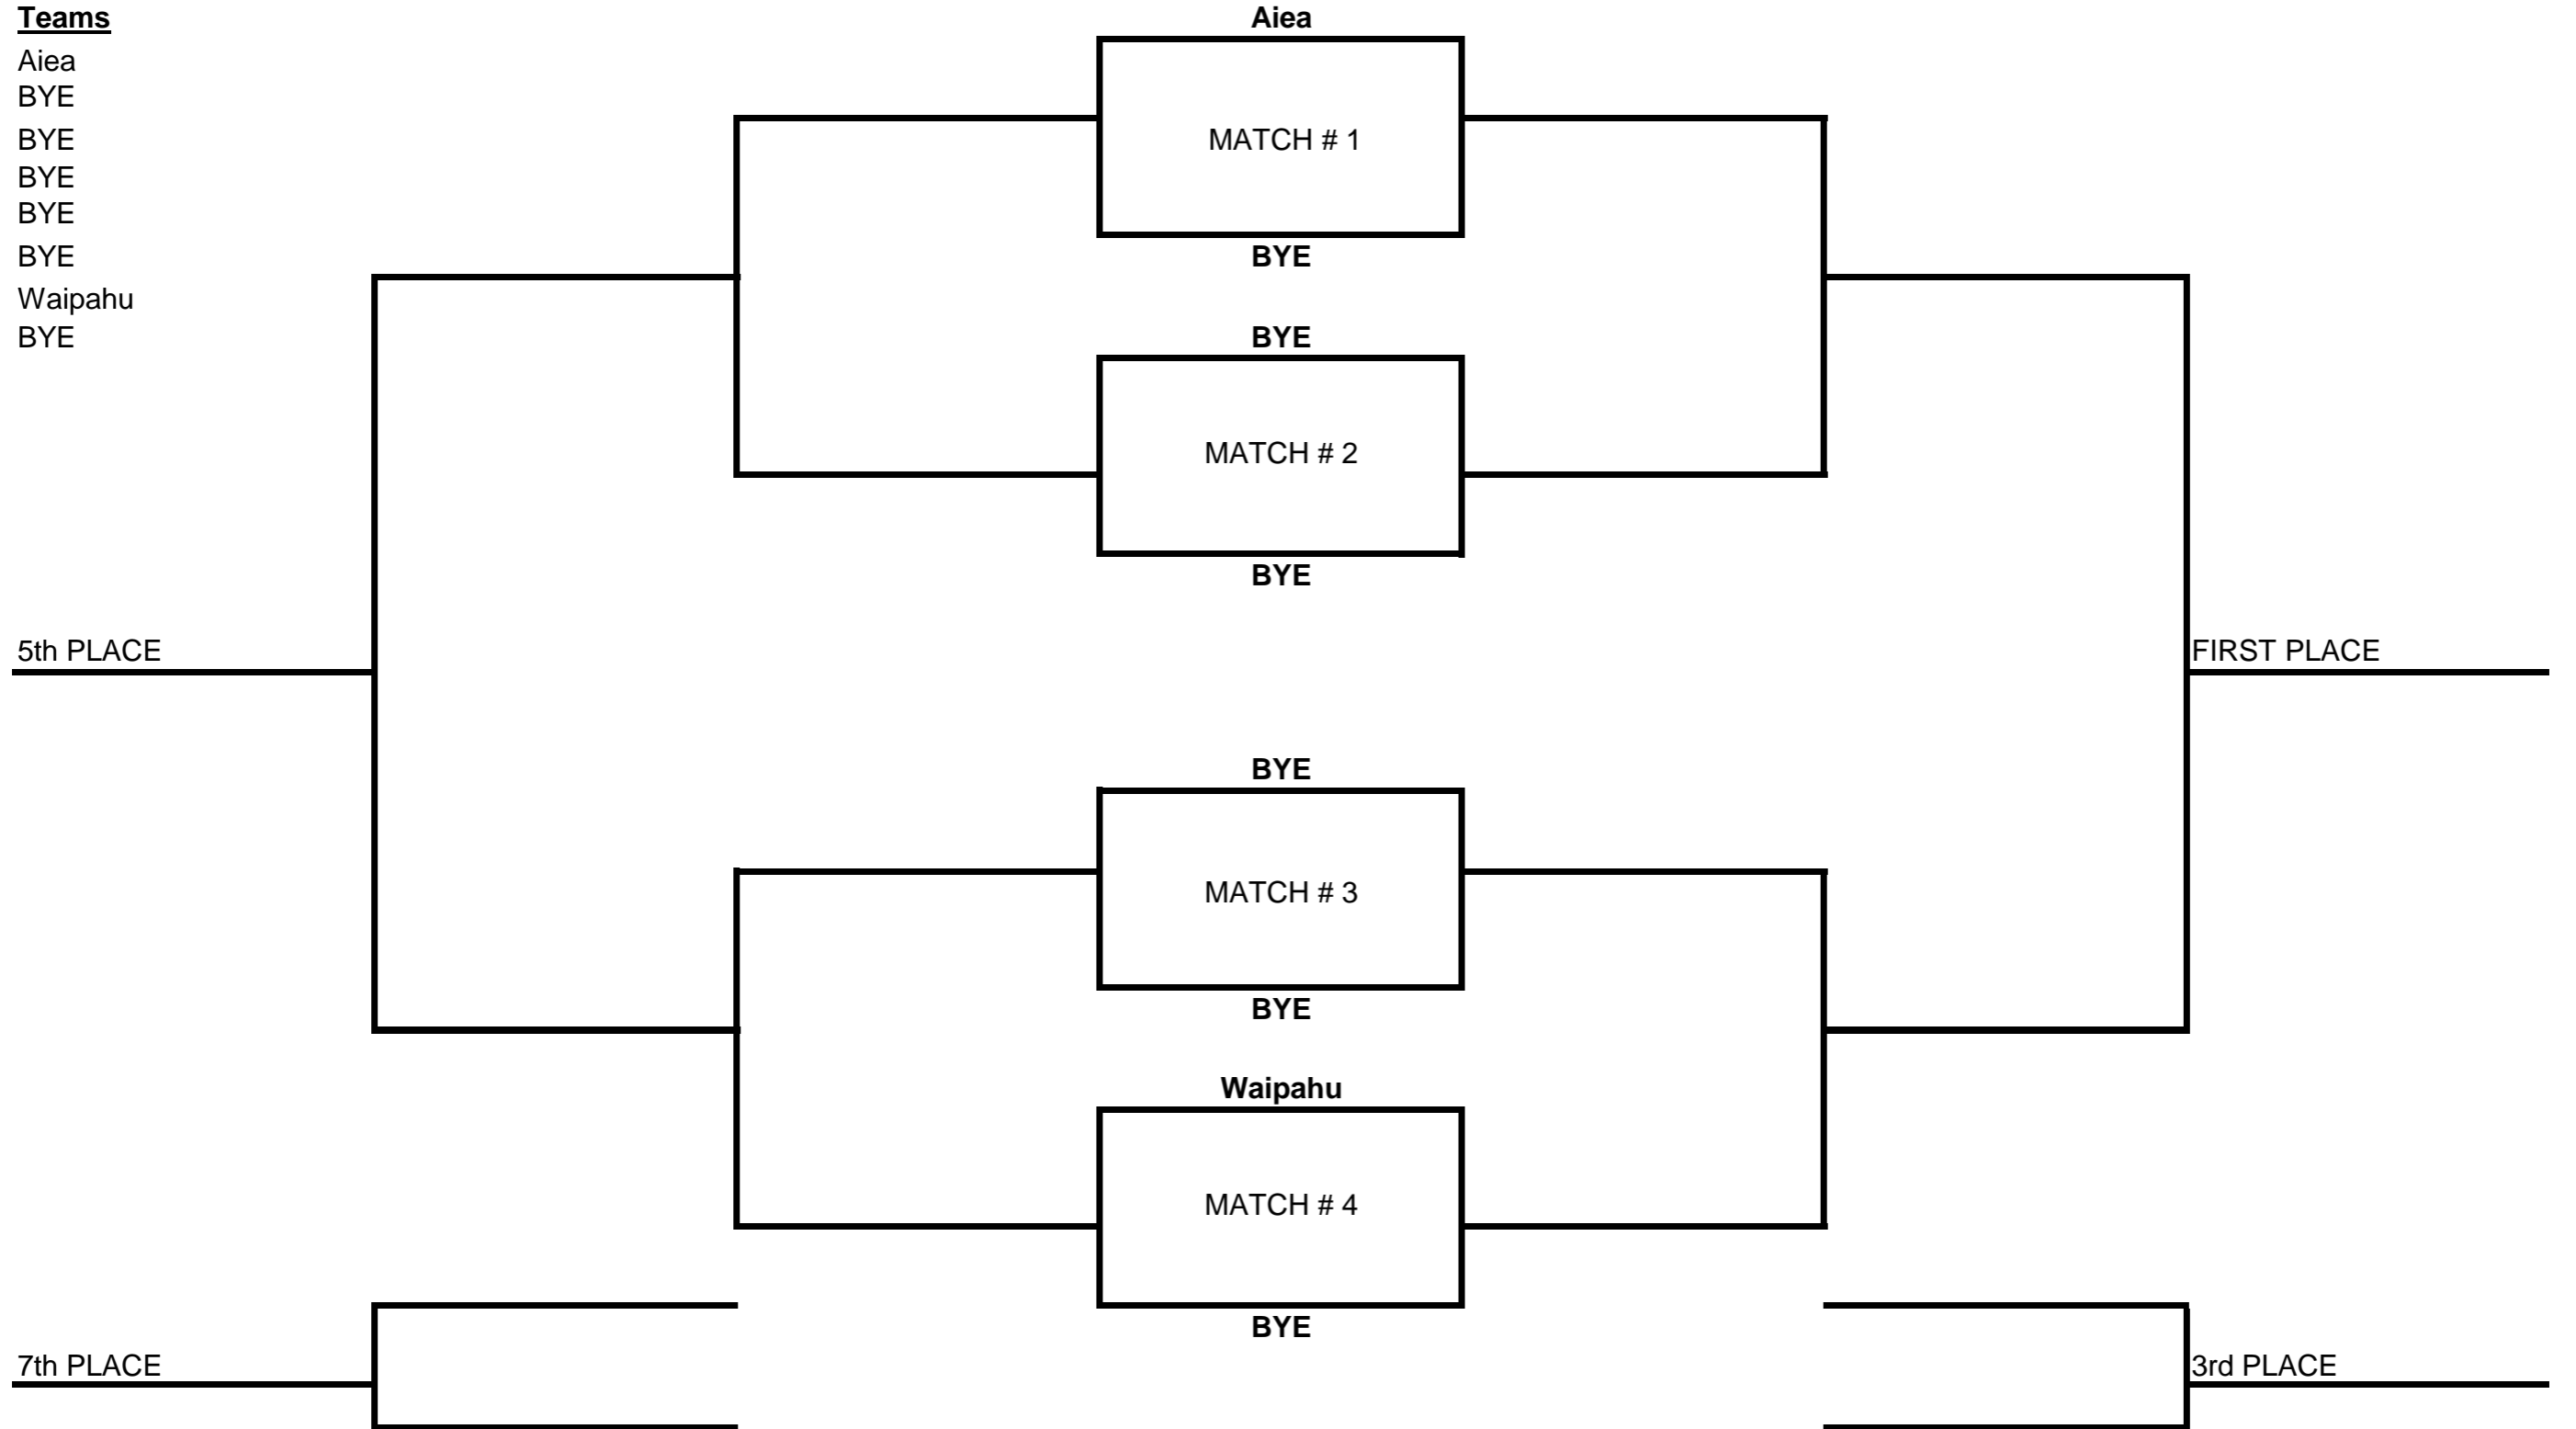 Teams
Aiea
BYE
BYE
BYE
BYE
BYE
Waipahu
BYE
Aiea
MATCH # 1
BYE
BYE
MATCH # 2
BYE
5th PLACE
FIRST PLACE
BYE
MATCH # 3
BYE
Waipahu
MATCH # 4
BYE
7th PLACE
3rd PLACE